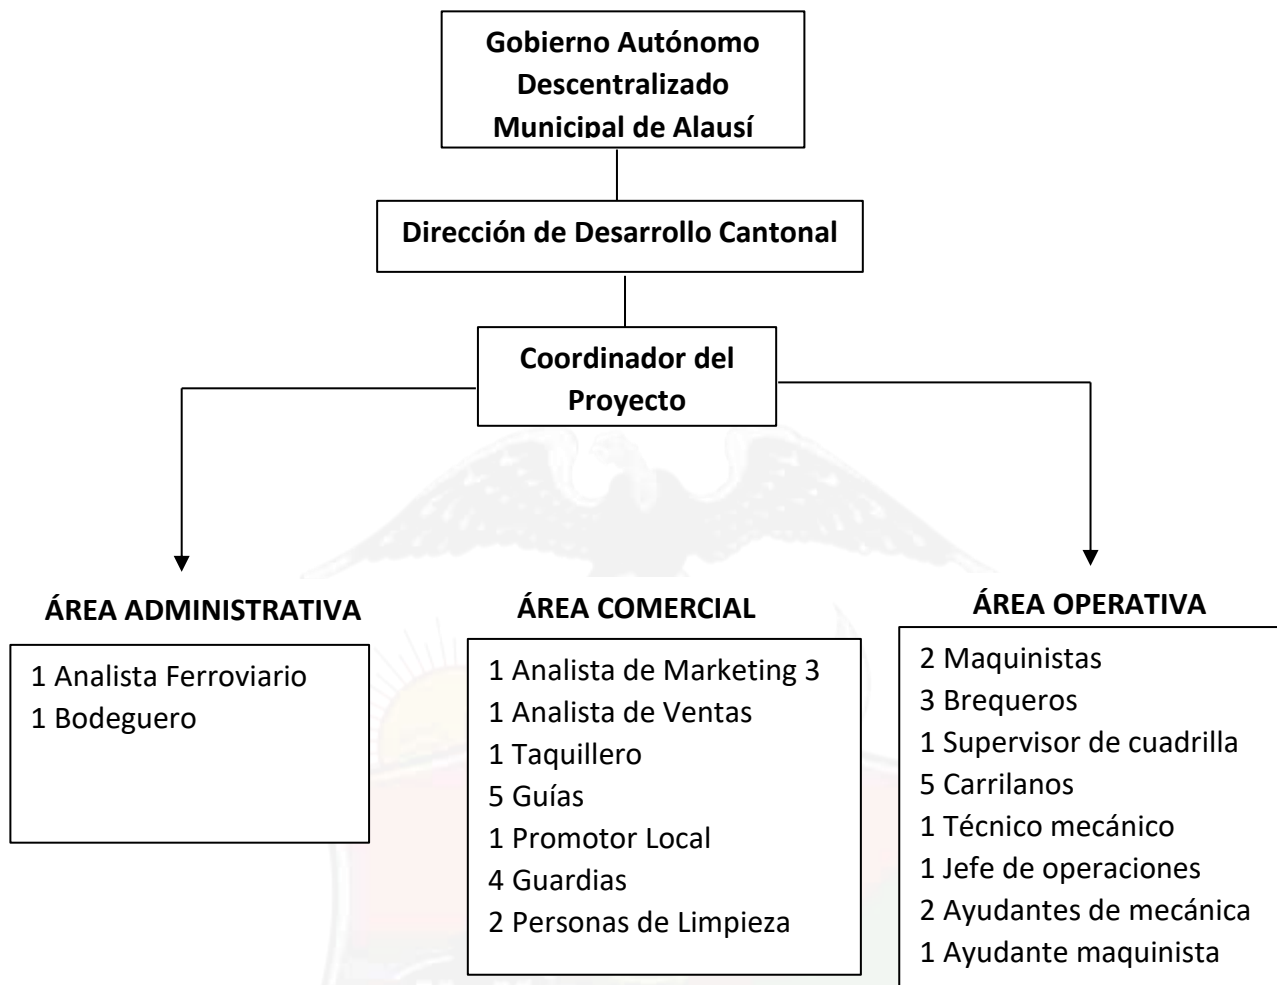 Gobierno Autónomo
Descentralizado
Municipal de Alausí
Dirección de Desarrollo Cantonal
Coordinador del
Proyecto
ÁREA ADMINISTRATIVA
1 Analista Ferroviario
1 Bodeguero
ÁREA COMERCIAL
1 Analista de Marketing 3
1 Analista de Ventas
1 Taquillero
5 Guías
1 Promotor Local
4 Guardias
2 Personas de Limpieza
ÁREA OPERATIVA
2 Maquinistas
3 Brequeros
1 Supervisor de cuadrilla
5 Carrilanos
1 Técnico mecánico
1 Jefe de operaciones
2 Ayudantes de mecánica
1 Ayudante maquinista